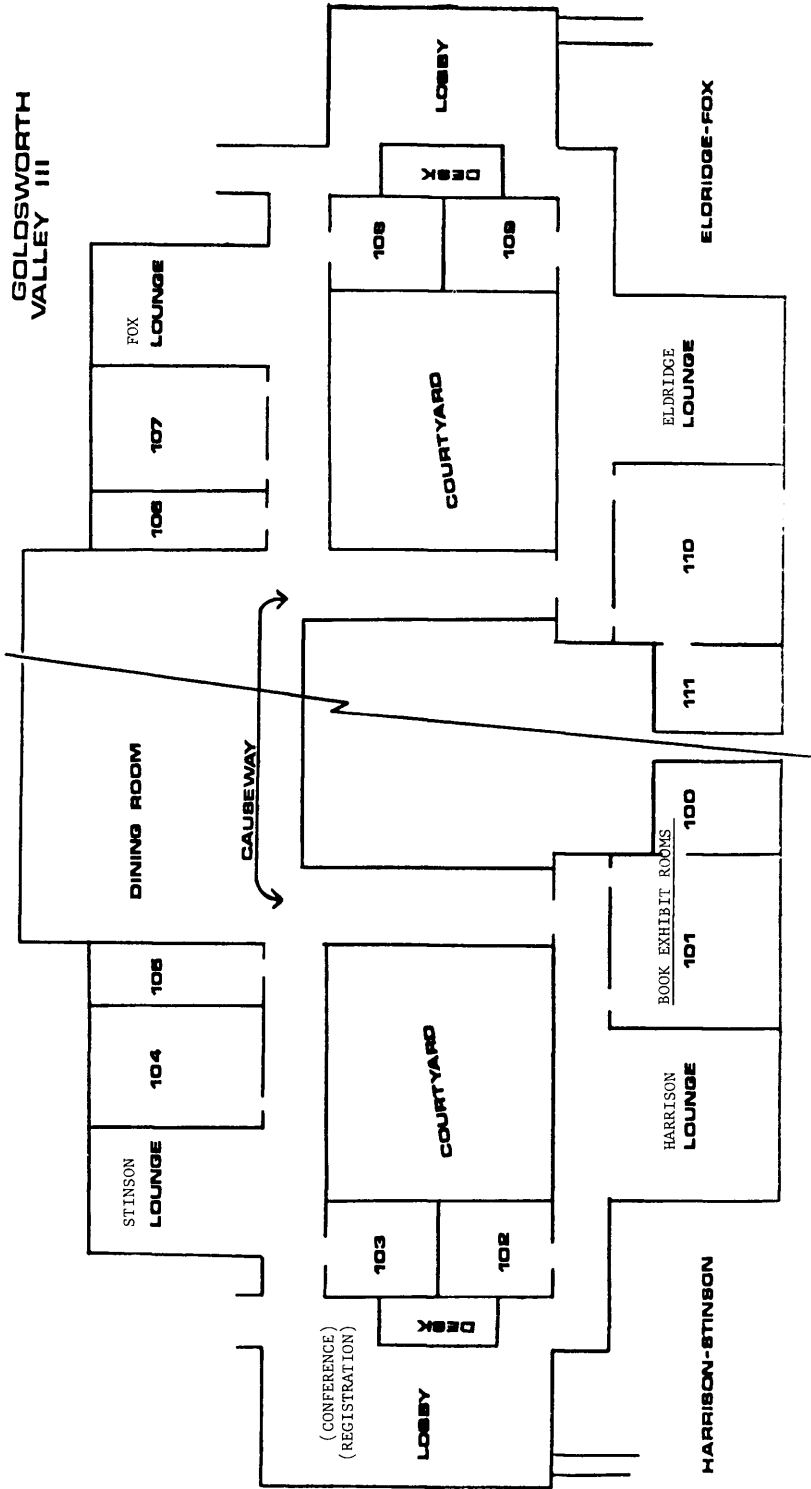 GOLDSWORTH
VALLEY III
STINSON
LOUNGE
104
105
DINING ROOM
106
107
FOX
LOUNGE
CAUSEWAY
(CONFERENCE)
(REGISTRATION)
LOBBY
DESK
103
102
COURTYARD
COURTYARD
108
109
DESK
LOBBY
HARRISON
LOUNGE
BOOK EXHIBIT ROOMS
101
100
111
110
ELDRIDGE
LOUNGE
HARRISON-STINSON
ELDRIDGE-FOX